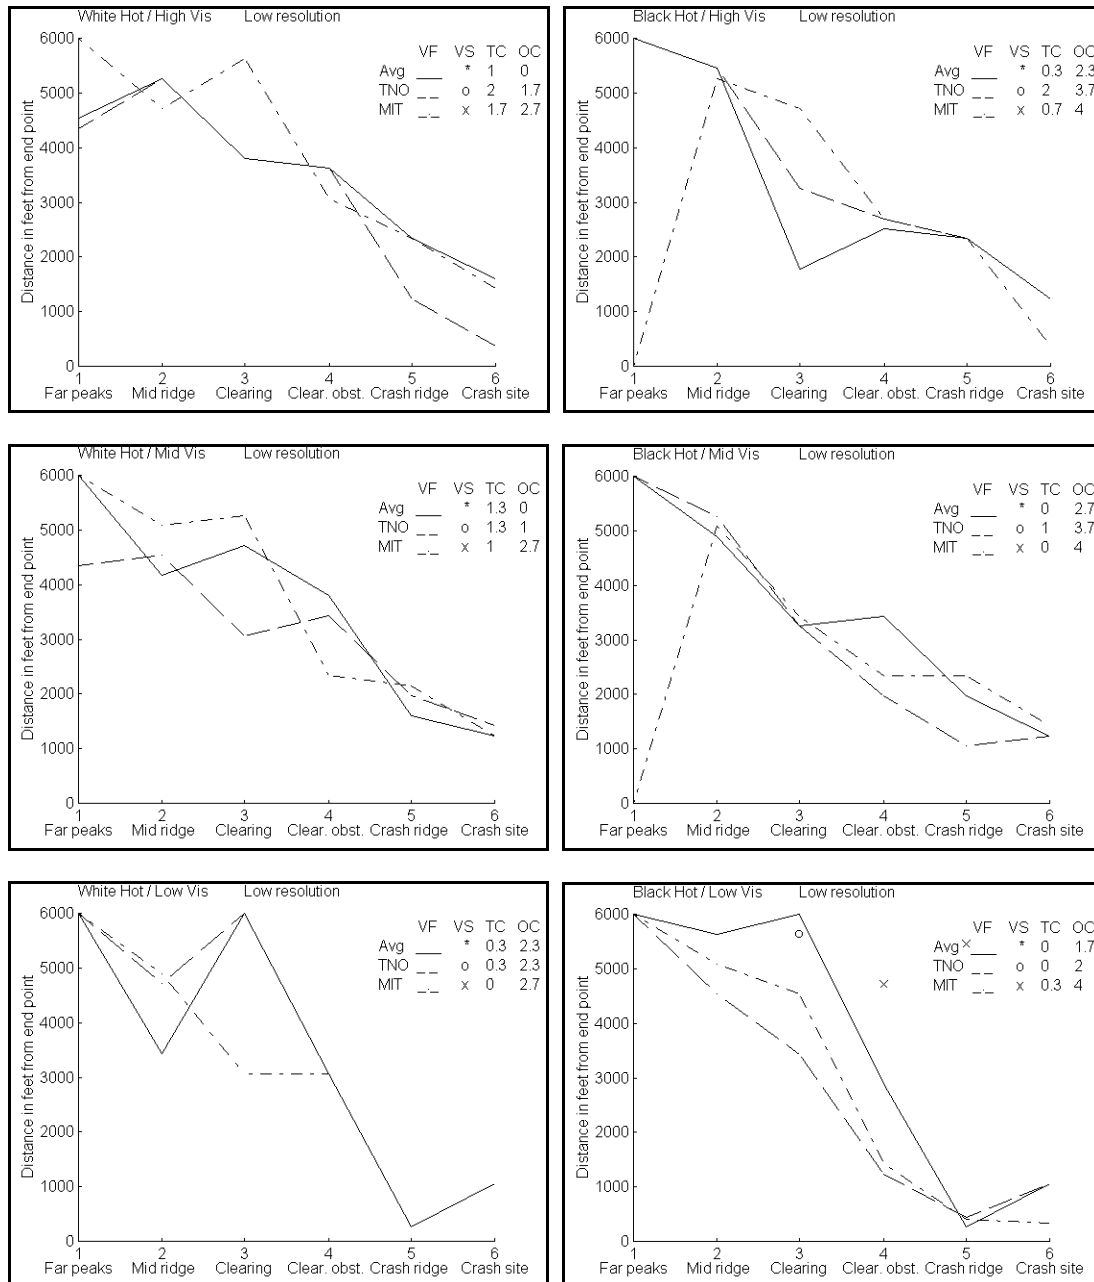 White Hot / High Vis Low resolution
VF VS TC OC
Avg * 1 0
TNO o 2 1.7
MIT x 1.7 2.7
Distance in feet from end point
6000
5000
4000
3000
2000
1000
0
1 2 3 4 5 6
Far peaks Mid ridge Clearing Clear. obst. Crash ridge Crash site
Black Hot / High Vis Low resolution
VF VS TC OC
Avg * 0.3 2.3
TNO o 2 3.7
MIT x 0.7 4
Distance in feet from end point
6000
5000
4000
3000
2000
1000
0
1 2 3 4 5 6
Far peaks Mid ridge Clearing Clear. obst. Crash ridge Crash site
White Hot / Mid Vis Low resolution
VF VS TC OC
Avg * 1.3 0
TNO o 1.3 1
MIT x 1 2.7
Distance in feet from end point
6000
5000
4000
3000
2000
1000
0
1 2 3 4 5 6
Far peaks Mid ridge Clearing Clear. obst. Crash ridge Crash site
Black Hot / Mid Vis Low resolution
VF VS TC OC
Avg * 0 2.7
TNO o 1 3.7
MIT x 0 4
Distance in feet from end point
6000
5000
4000
3000
2000
1000
0
1 2 3 4 5 6
Far peaks Mid ridge Clearing Clear. obst. Crash ridge Crash site
White Hot / Low Vis Low resolution
VF VS TC OC
Avg * 0.3 2.3
TNO o 0.3 2.3
MIT x 0 2.7
Distance in feet from end point
6000
5000
4000
3000
2000
1000
0
1 2 3 4 5 6
Far peaks Mid ridge Clearing Clear. obst. Crash ridge Crash site
Black Hot / Low Vis Low resolution
VF VS TC OC
Avg * 0 1.7
TNO o 0 2
MIT x 0.3 4
Distance in feet from end point
6000
5000
4000
3000
2000
1000
0
1 2 3 4 5 6
Far peaks Mid ridge Clearing Clear. obst. Crash ridge Crash site